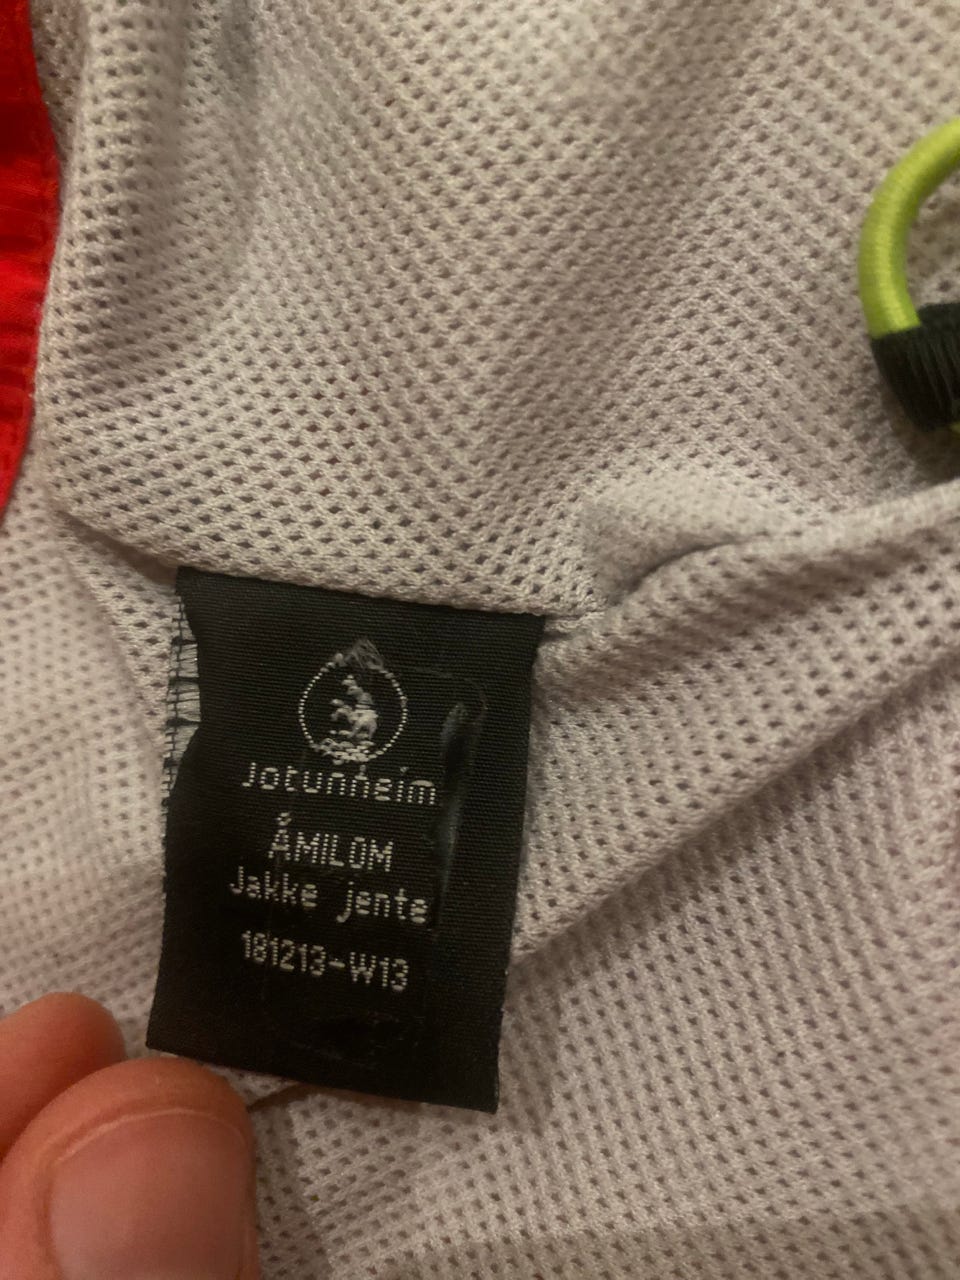 Jotunheim
ÅMILOM
Jakke jente
181213-W13